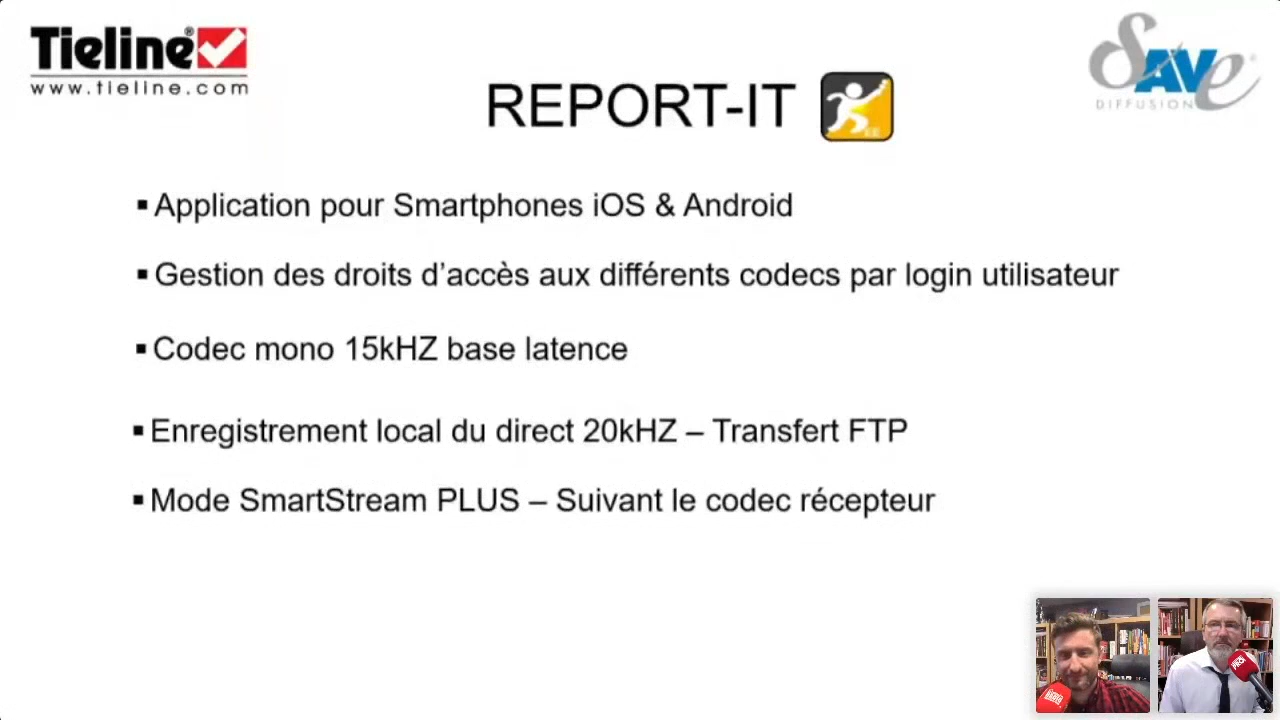 Tieline®
www.tieline.com
Save®
DIFFUSION
REPORT-IT
EE
▪ Application pour Smartphones iOS & Android
▪ Gestion des droits d’accès aux différents codecs par login utilisateur
▪ Codec mono 15kHZ base latence
▪ Enregistrement local du direct 20kHZ – Transfert FTP
▪ Mode SmartStream PLUS – Suivant le codec récepteur